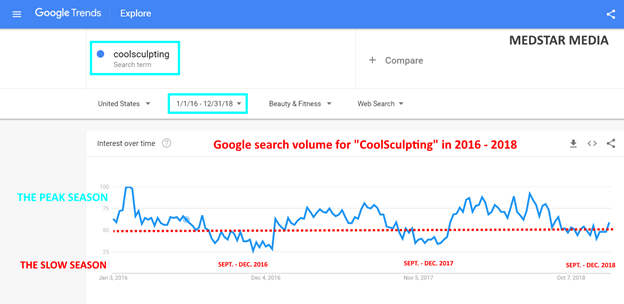 Google Trends
Explore
MEDSTAR MEDIA
coolsculpting
Search term
+ Compare
United States
1/1/16 - 12/31/18
Beauty & Fitness
Web Search
Interest over time
Google search volume for "CoolSculpting" in 2016 - 2018
THE PEAK SEASON
100
75
50
25
THE SLOW SEASON
SEPT. - DEC. 2016
SEPT. - DEC. 2017
SEPT. - DEC. 2018
Jan 3, 2016
Dec 4, 2016
Nov 5, 2017
Oct 7, 2018